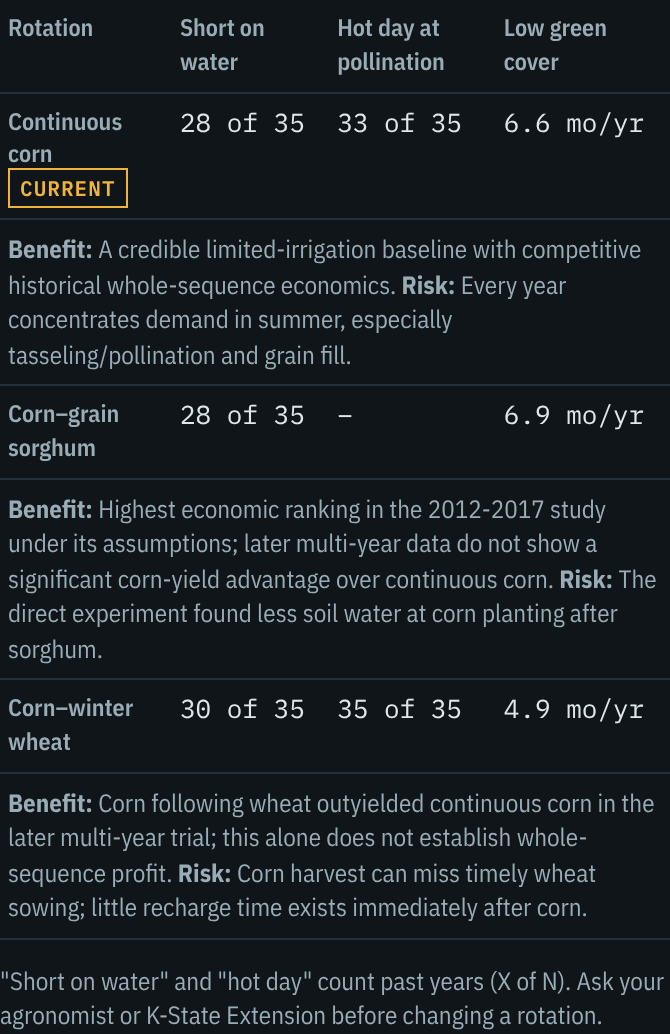 Rotation Short on water Hot day at pollination Low green cover
Continuous corn 28 of 35 33 of 35 6.6 mo/yr
CURRENT
Benefit: A credible limited-irrigation baseline with competitive
historical whole-sequence economics. Risk: Every year
concentrates demand in summer, especially
tasseling/pollination and grain fill.
Corn–grain sorghum 28 of 35 – 6.9 mo/yr
Benefit: Highest economic ranking in the 2012-2017 study
under its assumptions; later multi-year data do not show a
significant corn-yield advantage over continuous corn. Risk: The
direct experiment found less soil water at corn planting after
sorghum.
Corn–winter wheat 30 of 35 35 of 35 4.9 mo/yr
Benefit: Corn following wheat outyielded continuous corn in the
later multi-year trial; this alone does not establish whole-
sequence profit. Risk: Corn harvest can miss timely wheat
sowing; little recharge time exists immediately after corn.
"Short on water" and "hot day" count past years (X of N). Ask your
agronomist or K-State Extension before changing a rotation.